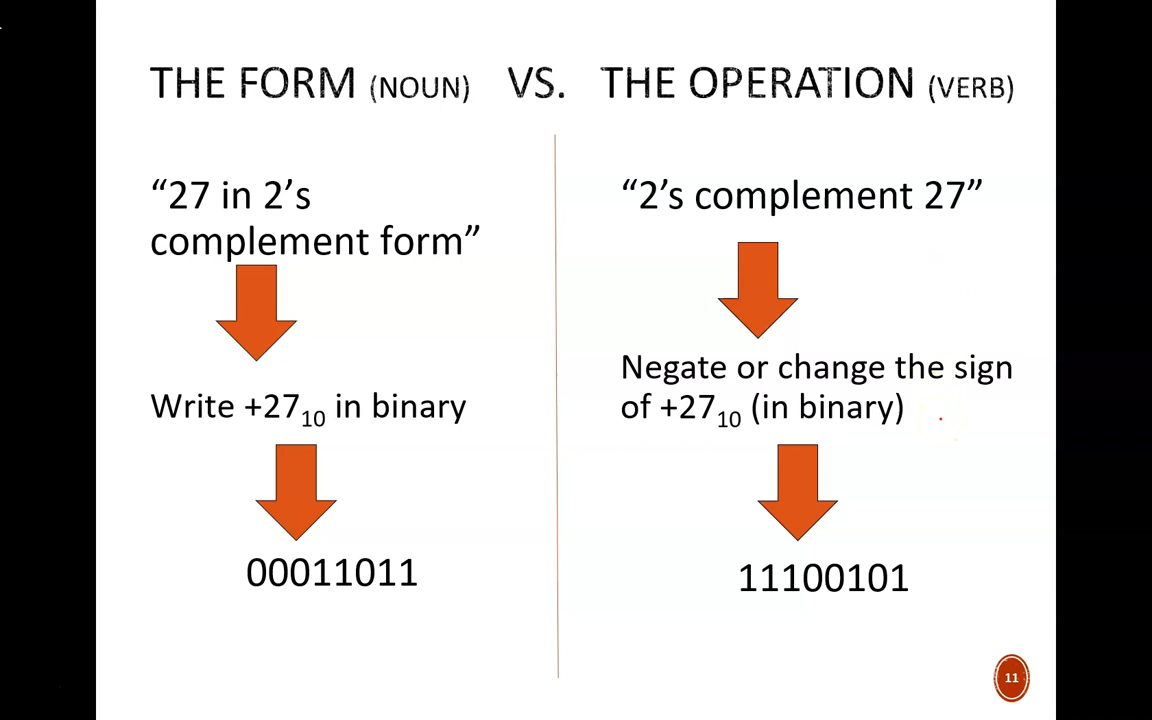 THE FORM (NOUN) VS. THE OPERATION (VERB)
“27 in 2’s
complement form”
Write +27₁₀ in binary
00011011
“2’s complement 27”
Negate or change the sign
of +27₁₀ (in binary)
11100101
11